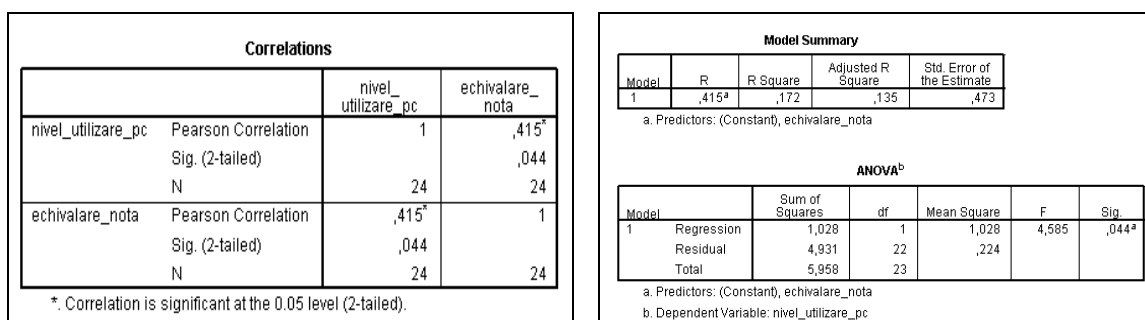 Correlations
nivel_ utilizare_pc echivalare_ nota
nivel_utilizare_pc Pearson Correlation 1 ,415*
Sig. (2-tailed) ,044
N 24 24
echivalare_nota Pearson Correlation ,415* 1
Sig. (2-tailed) ,044
N 24 24
*. Correlation is significant at the 0.05 level (2-tailed).
Model Summary
Model R R Square Adjusted R Square Std. Error of the Estimate
1 ,415a ,172 ,135 ,473
a. Predictors: (Constant), echivalare_nota
ANOVAb
Model Sum of Squares df Mean Square F Sig.
1 Regression 1,028 1 1,028 4,585 ,044a
Residual 4,931 22 ,224
Total 5,958 23
a. Predictors: (Constant), echivalare_nota
b. Dependent Variable: nivel_utilizare_pc